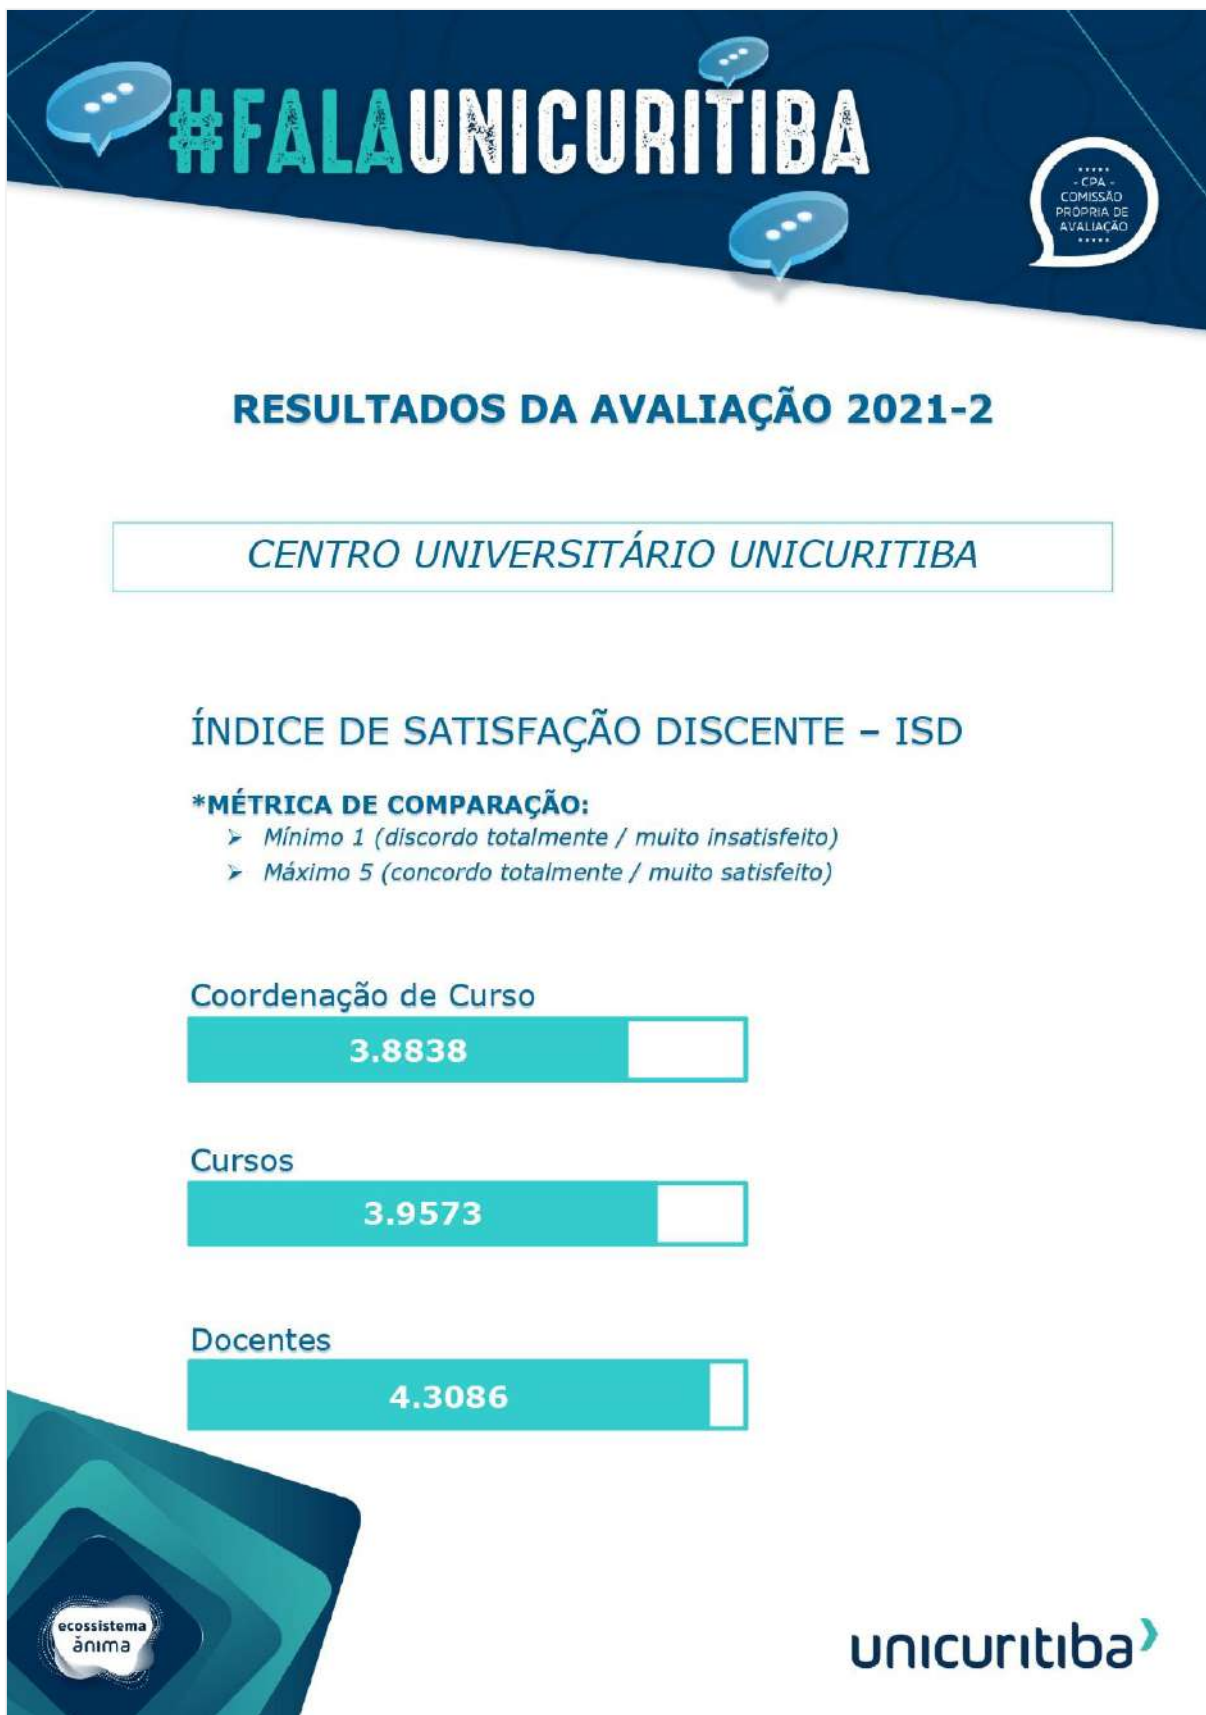 #FALAUNICURITIBA
- CPA -
COMISSÃO
PRÓPRIA DE
AVALIAÇÃO
RESULTADOS DA AVALIAÇÃO 2021-2
CENTRO UNIVERSITÁRIO UNICURITIBA
ÍNDICE DE SATISFAÇÃO DISCENTE – ISD
*MÉTRICA DE COMPARAÇÃO:
➢ Mínimo 1 (discordo totalmente / muito insatisfeito)
➢ Máximo 5 (concordo totalmente / muito satisfeito)
Coordenação de Curso
3.8838
Cursos
3.9573
Docentes
4.3086
ecossistema
ănıma
unicuritiba